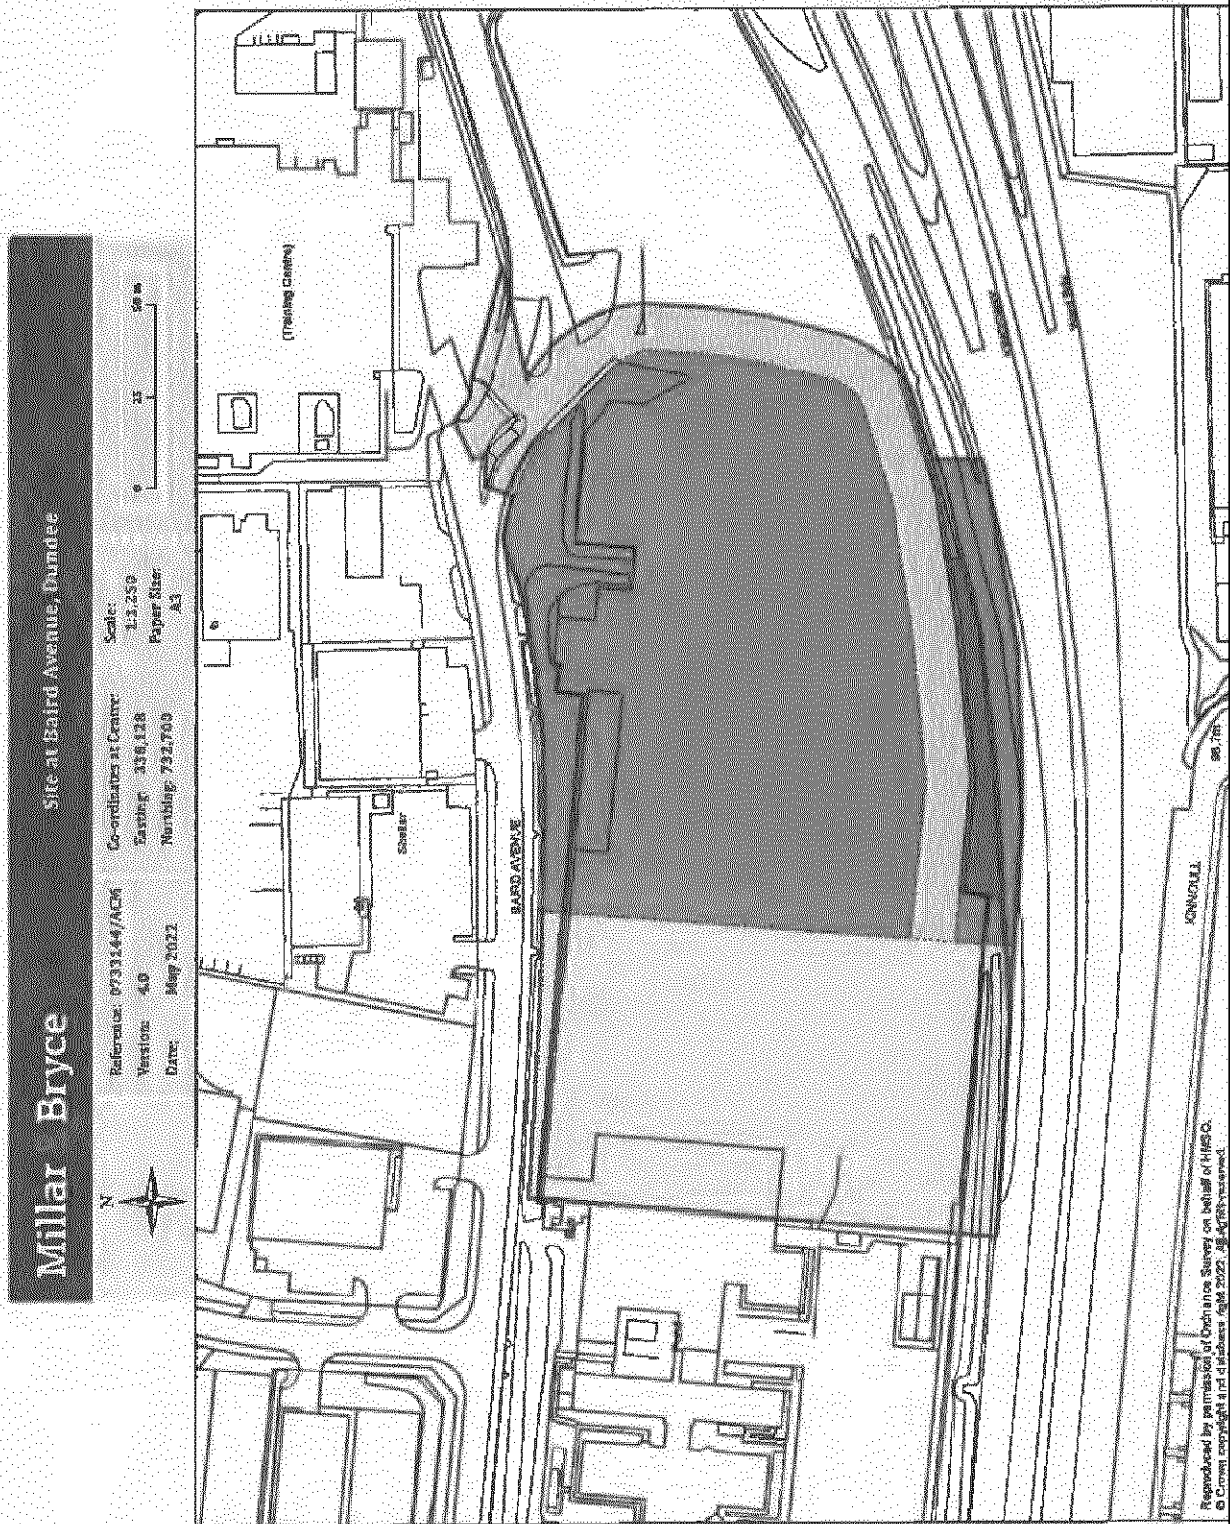 Millar Bryce
Site at Baird Avenue, Dundee
Reference: 0733144/ACM
Version: 4.0
Date: May 2022
Co-ordinates at Centre:
Easting: 338,128
Northing: 732,700
Scale:
1:1,250
Paper Size:
A3
0 25 50 m
N
(Training Centre)
Shelter
BAIRD AVENUE
KINNOULL
Reproduced by permission of Ordnance Survey on behalf of HMSO.
© Crown copyright and database right 2022. All rights reserved.